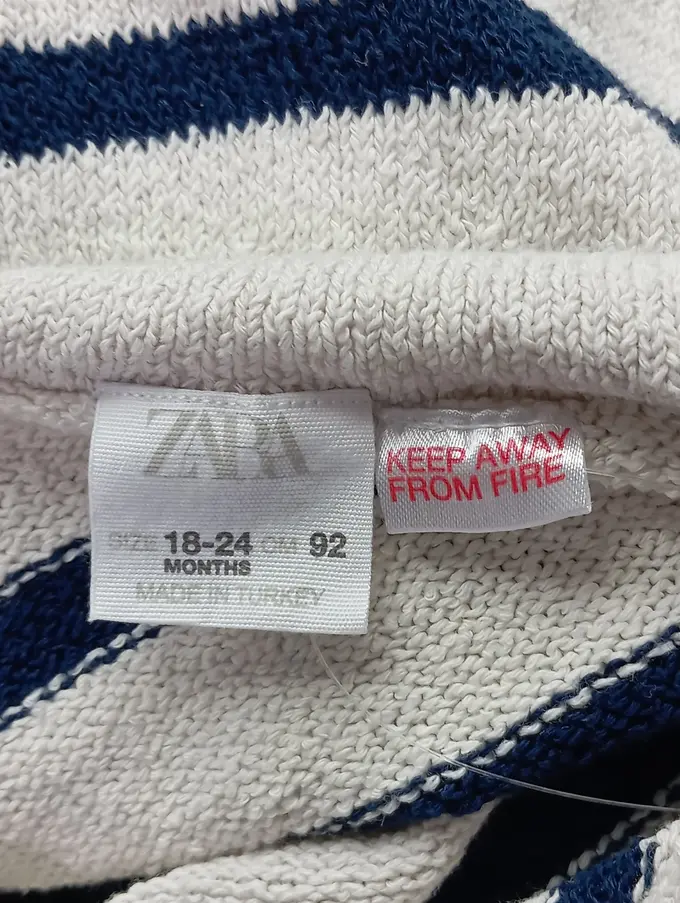 ZARA
SIZE 18-24 CM 92
MONTHS
MADE IN TURKEY
KEEP AWAY
FROM FIRE